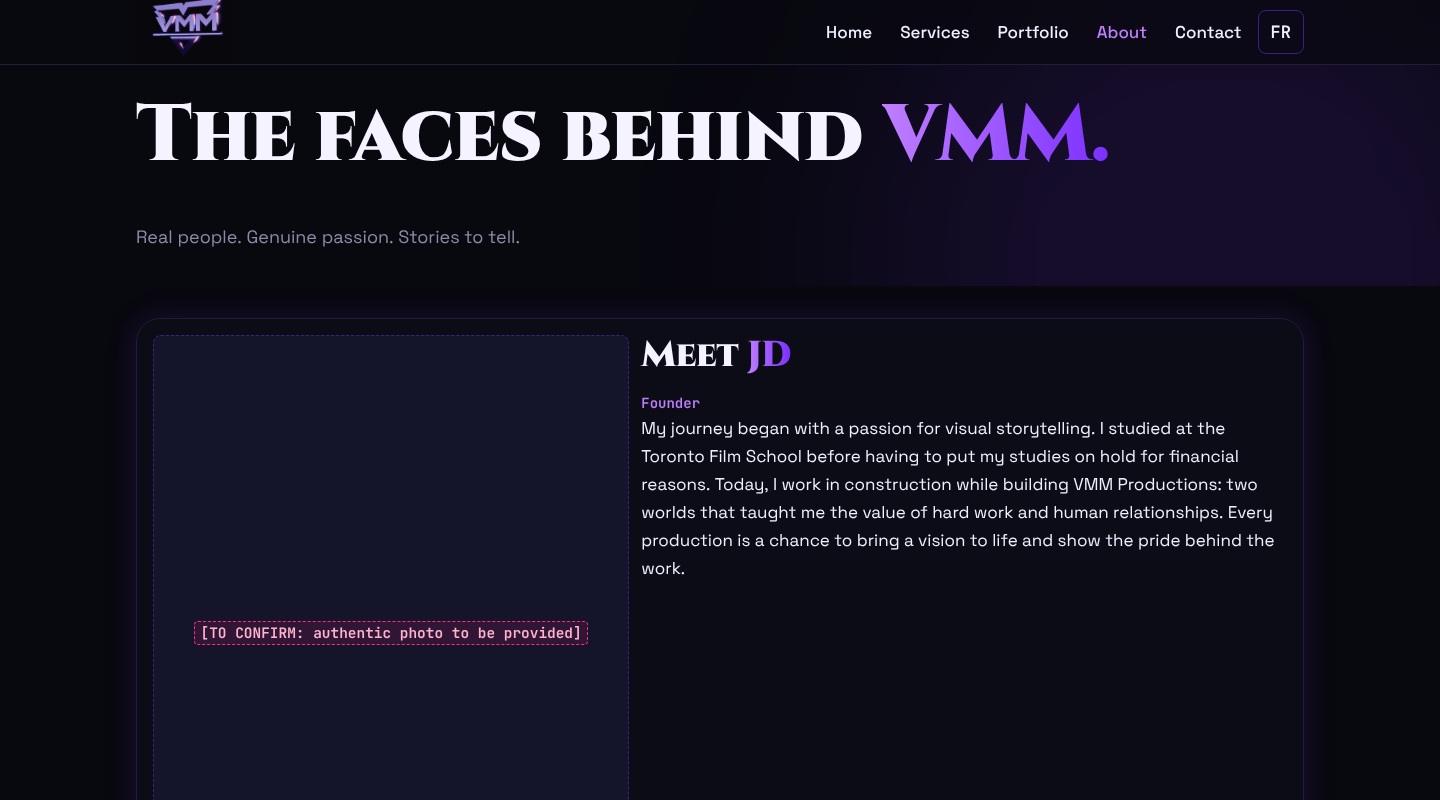 VMM
Home Services Portfolio About Contact FR
The faces behind VMM.
Real people. Genuine passion. Stories to tell.
Meet JD
Founder
My journey began with a passion for visual storytelling. I studied at the
Toronto Film School before having to put my studies on hold for financial
reasons. Today, I work in construction while building VMM Productions: two
worlds that taught me the value of hard work and human relationships. Every
production is a chance to bring a vision to life and show the pride behind the
work.
[TO CONFIRM: authentic photo to be provided]